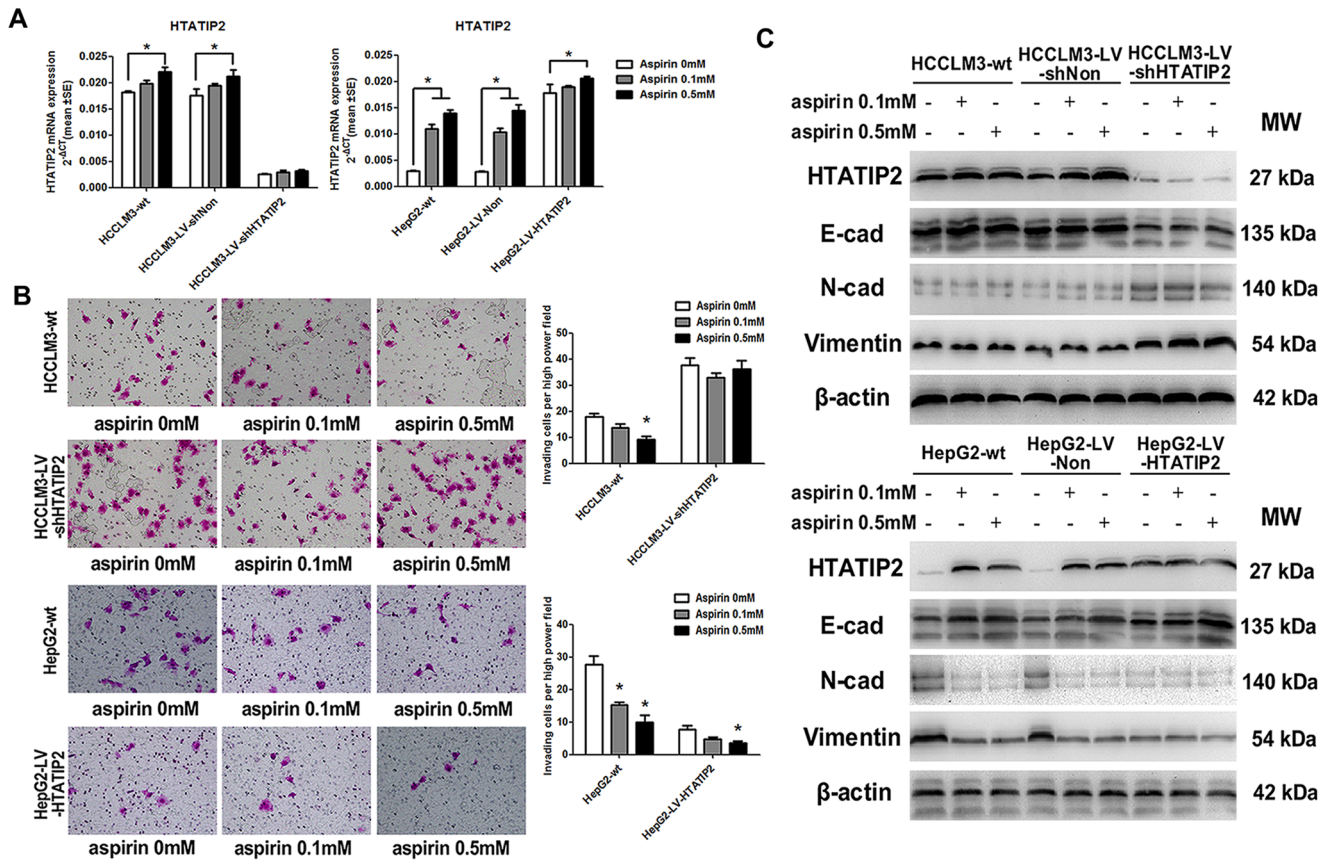 A
HTATIP2
HTATIP2 mRNA expression
2^-ΔCT(mean ±SE)
0.025
0.020
0.015
0.010
0.005
0.000
* *
Aspirin 0mM
Aspirin 0.1mM
Aspirin 0.5mM
HCCLM3-wt
HCCLM3-LV-shNon
HCCLM3-LV-shHTATIP2
HTATIP2
HTATIP2 mRNA expression
2^-ΔCT(mean ±SE)
0.025
0.020
0.015
0.010
0.005
0.000
* * *
Aspirin 0mM
Aspirin 0.1mM
Aspirin 0.5mM
HepG2-wt
HepG2-LV-Non
HepG2-LV-HTATIP2
B
HCCLM3-wt
aspirin 0mM aspirin 0.1mM aspirin 0.5mM
HCCLM3-LV
-shHTATIP2
aspirin 0mM aspirin 0.1mM aspirin 0.5mM
HepG2-wt
aspirin 0mM aspirin 0.1mM aspirin 0.5mM
HepG2-LV
-HTATIP2
aspirin 0mM aspirin 0.1mM aspirin 0.5mM
Aspirin 0mM
Aspirin 0.1mM
Aspirin 0.5mM
Invading cells per high power field
50
40
30
20
10
0
*
HCCLM3-wt
HCCLM3-LV-shHTATIP2
Aspirin 0mM
Aspirin 0.1mM
Aspirin 0.5mM
Invading cells per high power field
40
30
20
10
0
* * *
HepG2-wt
HepG2-LV-HTATIP2
C
HCCLM3-wt HCCLM3-LV
-shNon HCCLM3-LV
-shHTATIP2
aspirin 0.1mM - + - - + - - + -
aspirin 0.5mM - - + - - + - - +
MW
HTATIP2 27 kDa
E-cad 135 kDa
N-cad 140 kDa
Vimentin 54 kDa
β-actin 42 kDa
HepG2-wt HepG2-LV
-Non HepG2-LV
-HTATIP2
aspirin 0.1mM - + - - + - - + -
aspirin 0.5mM - - + - - + - - +
MW
HTATIP2 27 kDa
E-cad 135 kDa
N-cad 140 kDa
Vimentin 54 kDa
β-actin 42 kDa